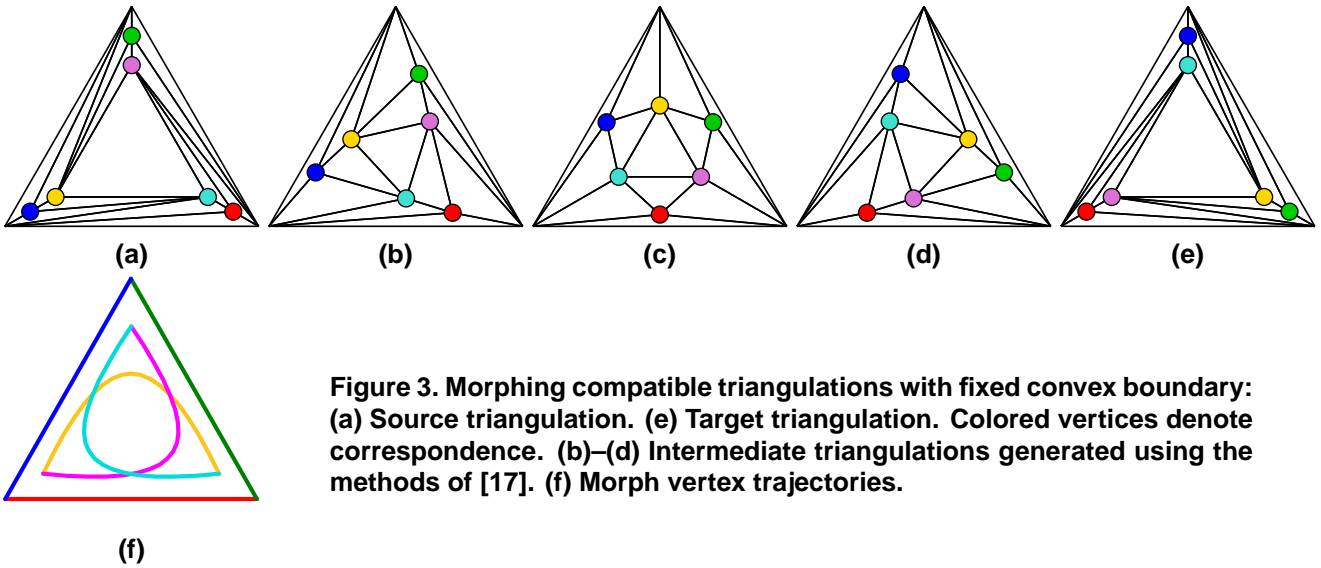 (a) (b) (c) (d) (e)
Figure 3. Morphing compatible triangulations with fixed convex boundary:
(a) Source triangulation. (e) Target triangulation. Colored vertices denote
correspondence. (b)–(d) Intermediate triangulations generated using the
methods of [17]. (f) Morph vertex trajectories.
(f)